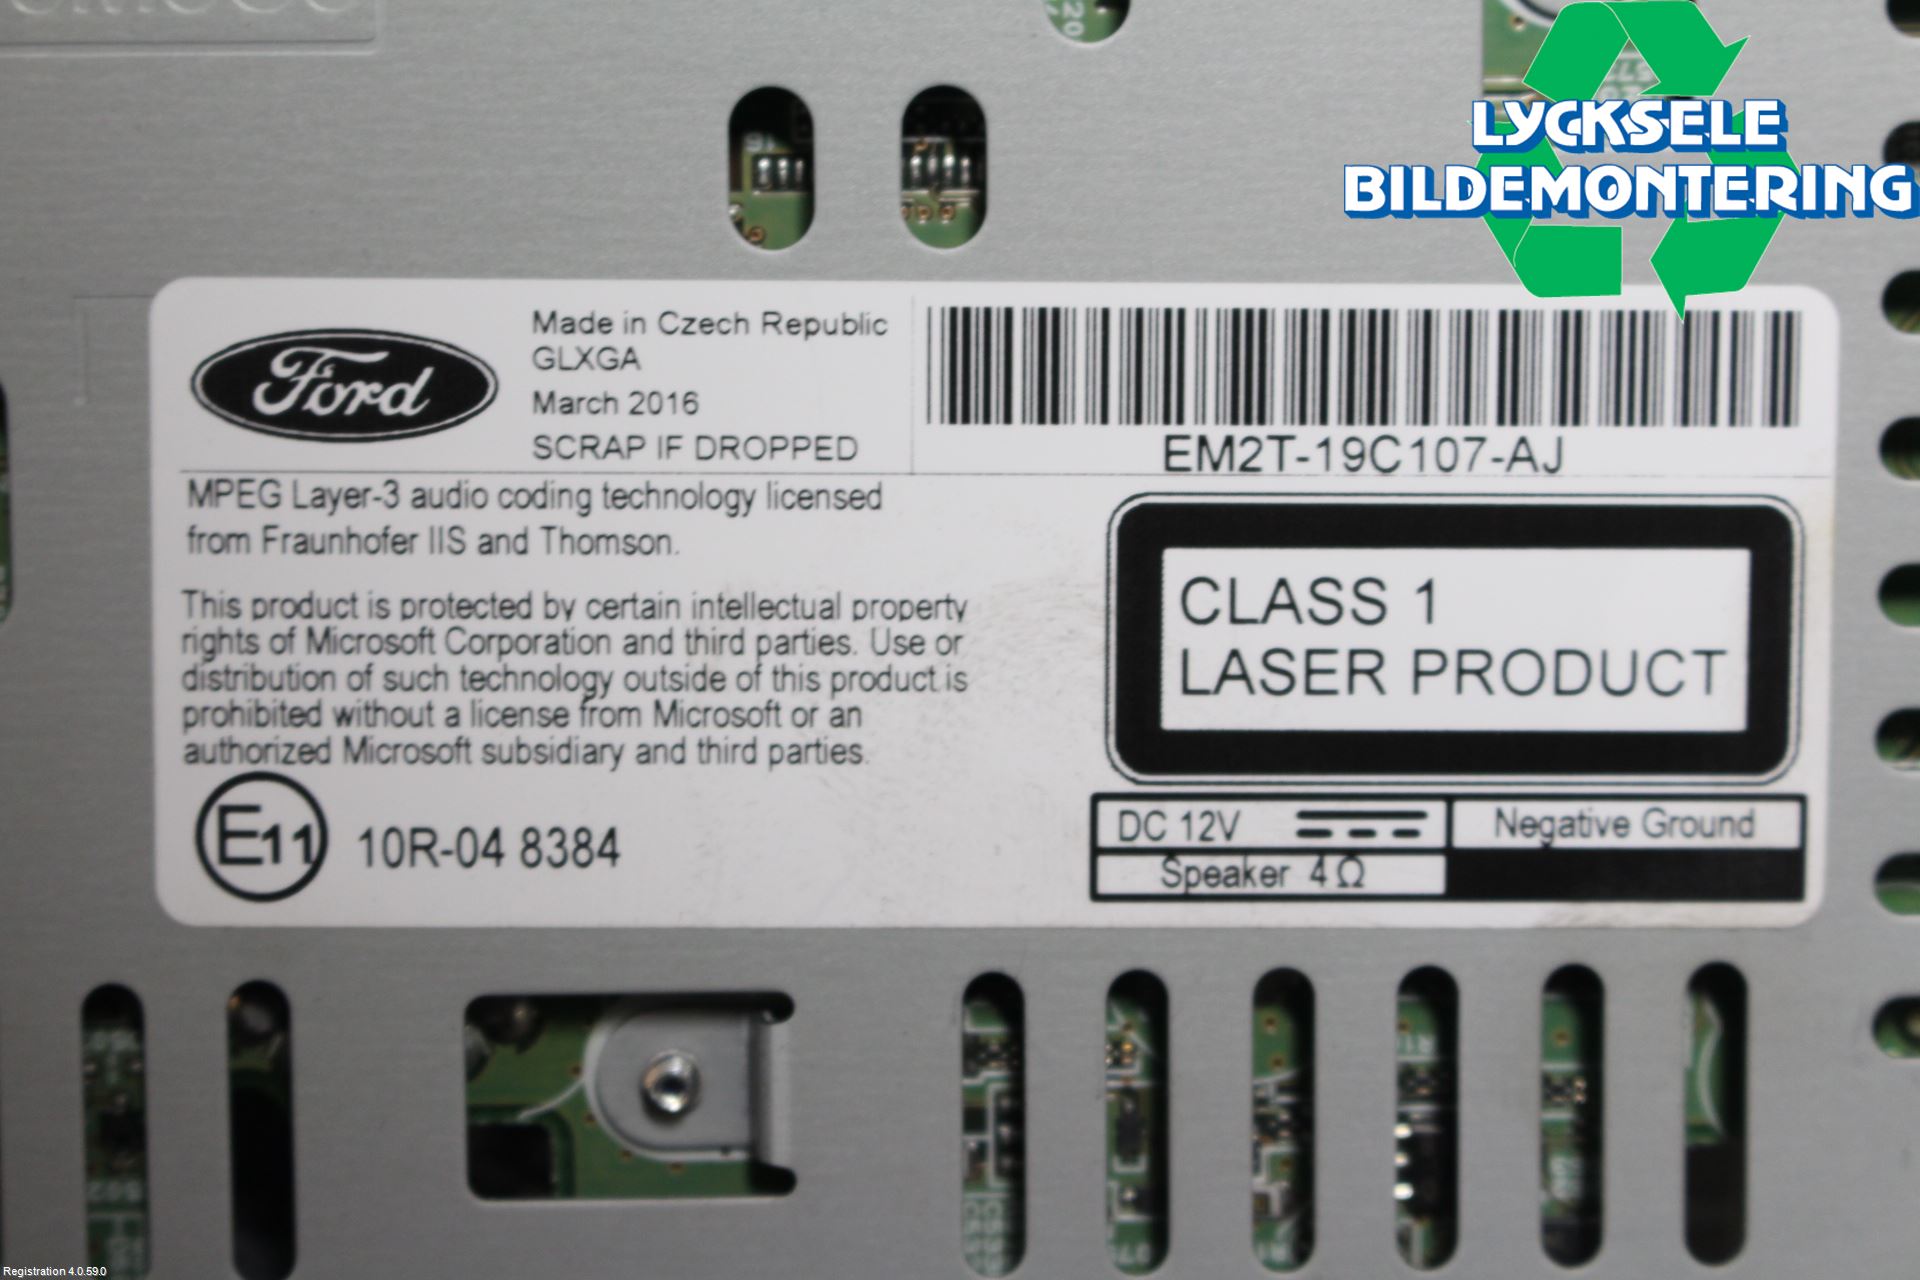 LYCKSELE
BILDEMONTERING
Ford
Made in Czech Republic
GLXGA
March 2016
SCRAP IF DROPPED
EM2T-19C107-AJ
MPEG Layer-3 audio coding technology licensed
from Fraunhofer IIS and Thomson.
This product is protected by certain intellectual property
rights of Microsoft Corporation and third parties. Use or
distribution of such technology outside of this product is
prohibited without a license from Microsoft or an
authorized Microsoft subsidiary and third parties.
CLASS 1
LASER PRODUCT
E11 10R-04 8384
DC 12V
Negative Ground
Speaker 4Ω
Registration 4.0.59.0